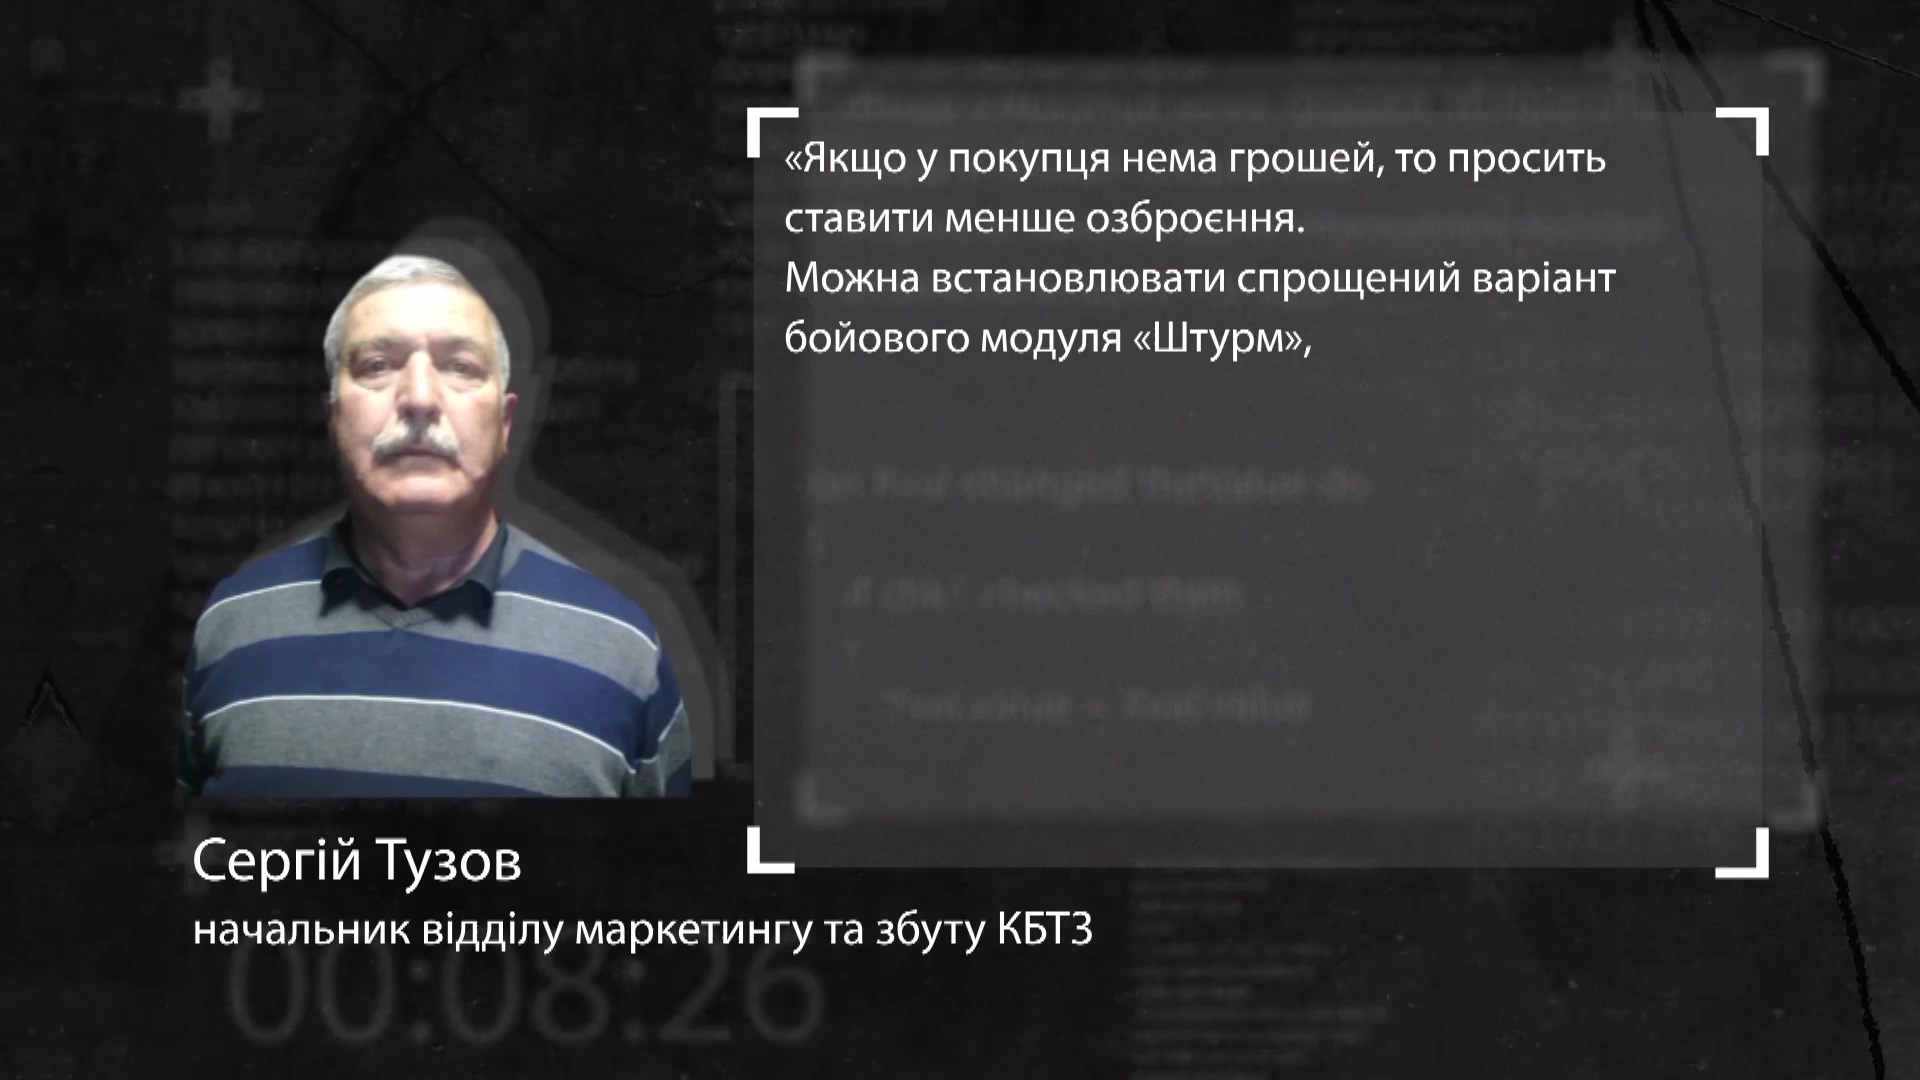 «Якщо у покупця нема грошей, то просить
ставити менше озброєння.
Можна встановлювати спрощений варіант
бойового модуля «Штурм»,
Сергій Тузов
начальник відділу маркетингу та збуту КБТЗ
00:08:26